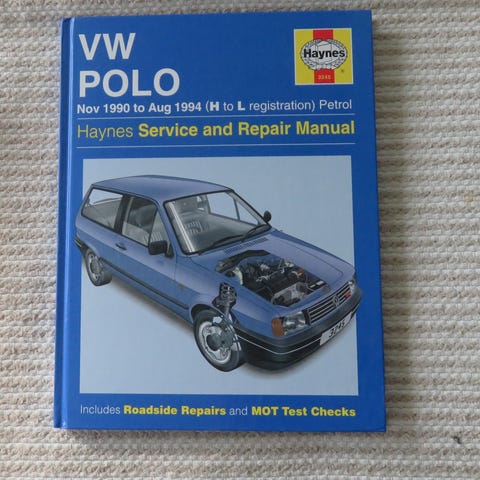 VW
POLO
Nov 1990 to Aug 1994 (H to L registration) Petrol
Haynes
3245
®
Haynes Service and Repair Manual
3245
Includes Roadside Repairs and MOT Test Checks